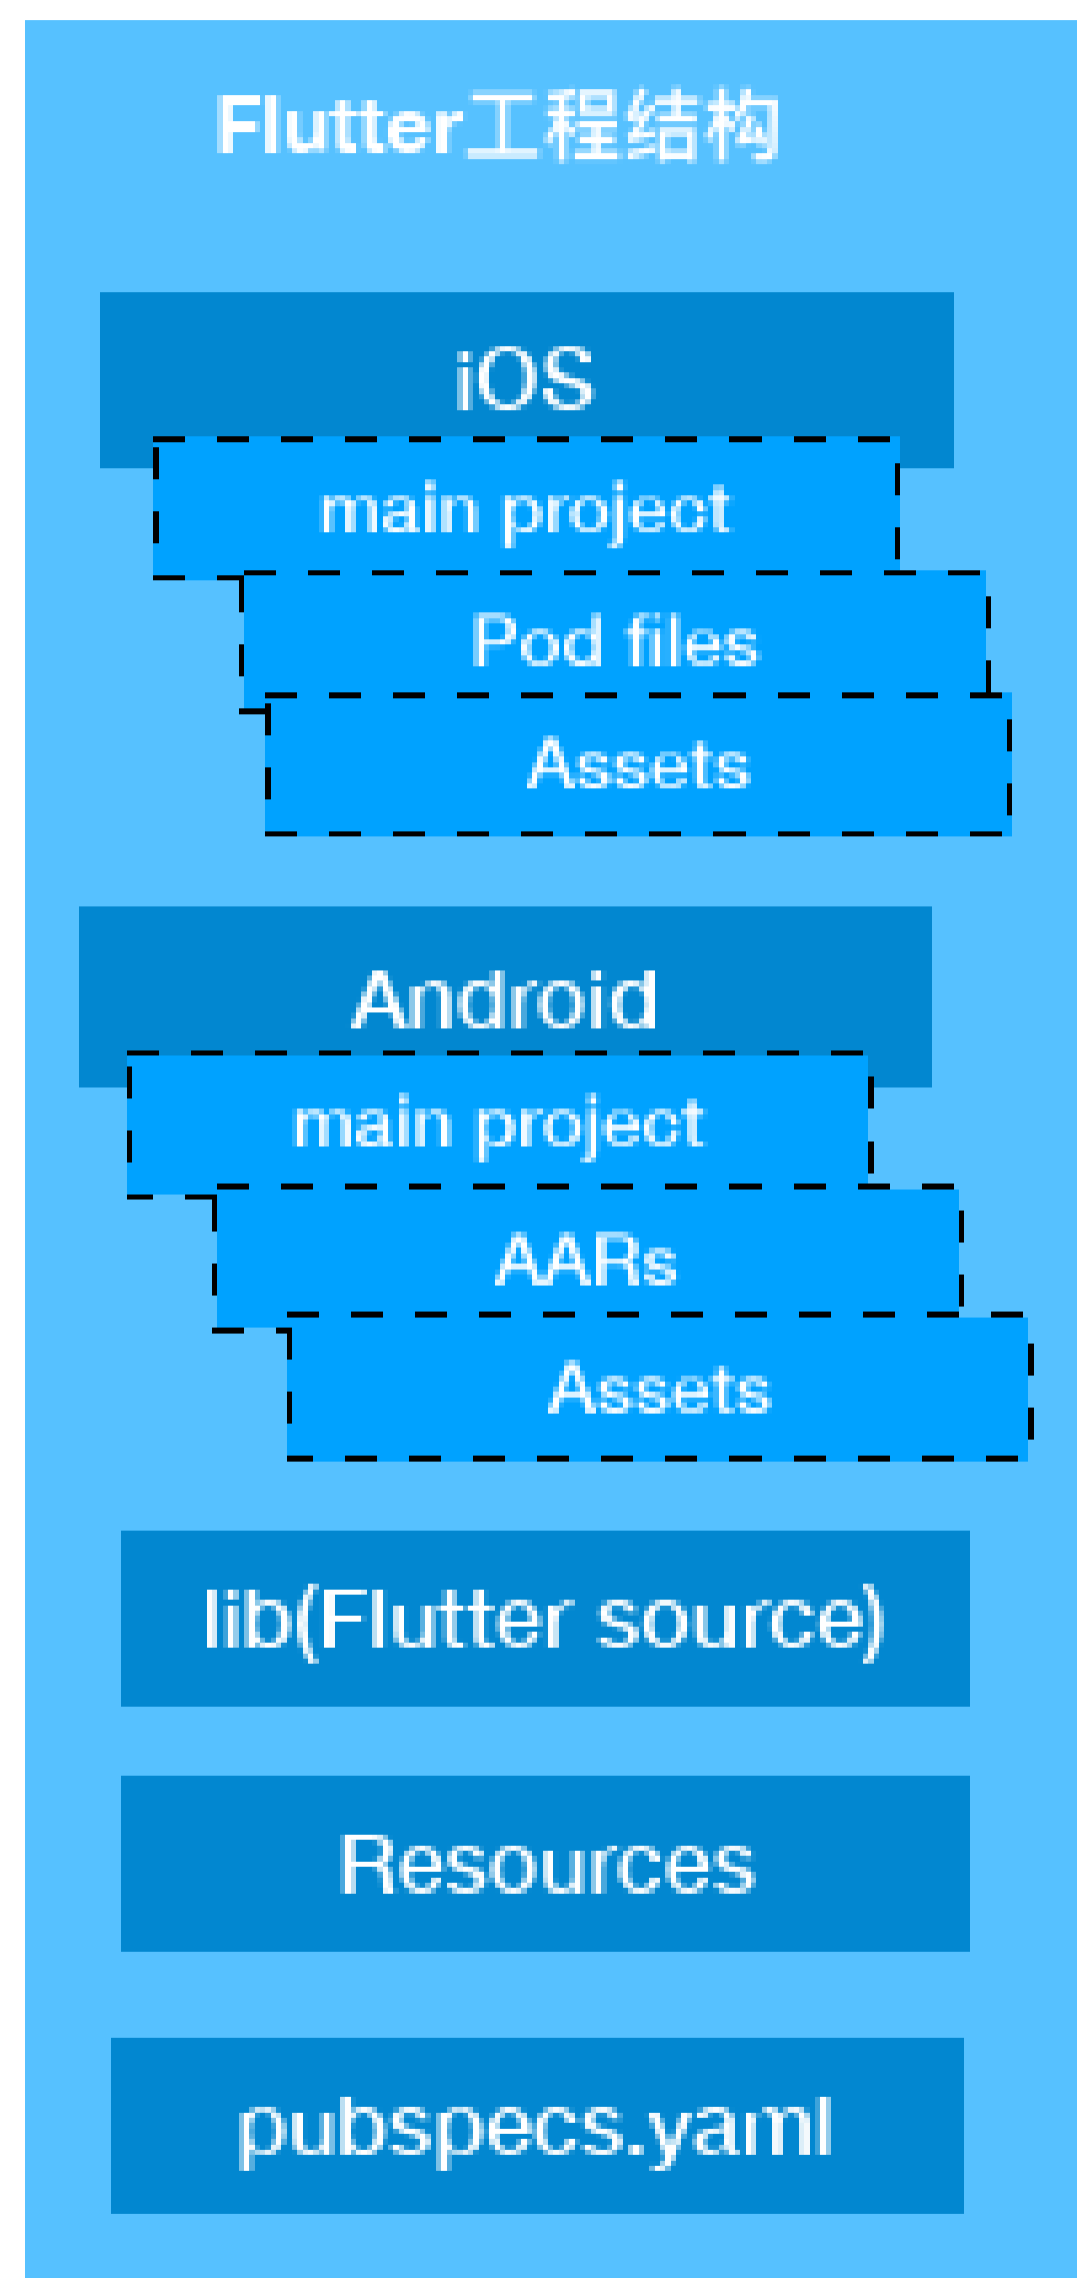 Flutter工程结构
iOS
main project
Pod files
Assets
Android
main project
AARs
Assets
lib(Flutter source)
Resources
pubspecs.yaml